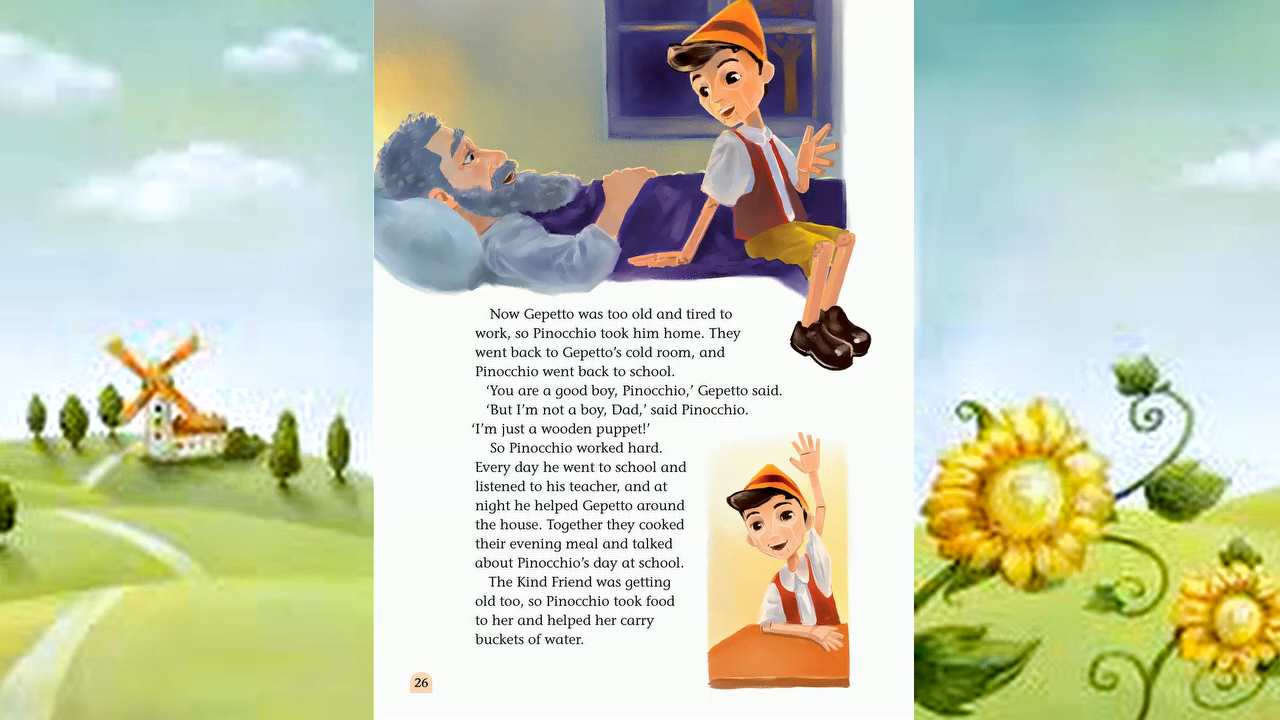 Now Gepetto was too old and tired to
work, so Pinocchio took him home. They
went back to Gepetto’s cold room, and
Pinocchio went back to school.
‘You are a good boy, Pinocchio,’ Gepetto said.
‘But I’m not a boy, Dad,’ said Pinocchio.
‘I’m just a wooden puppet!’
So Pinocchio worked hard.
Every day he went to school and
listened to his teacher, and at
night he helped Gepetto around
the house. Together they cooked
their evening meal and talked
about Pinocchio’s day at school.
The Kind Friend was getting
old too, so Pinocchio took food
to her and helped her carry
buckets of water.
26